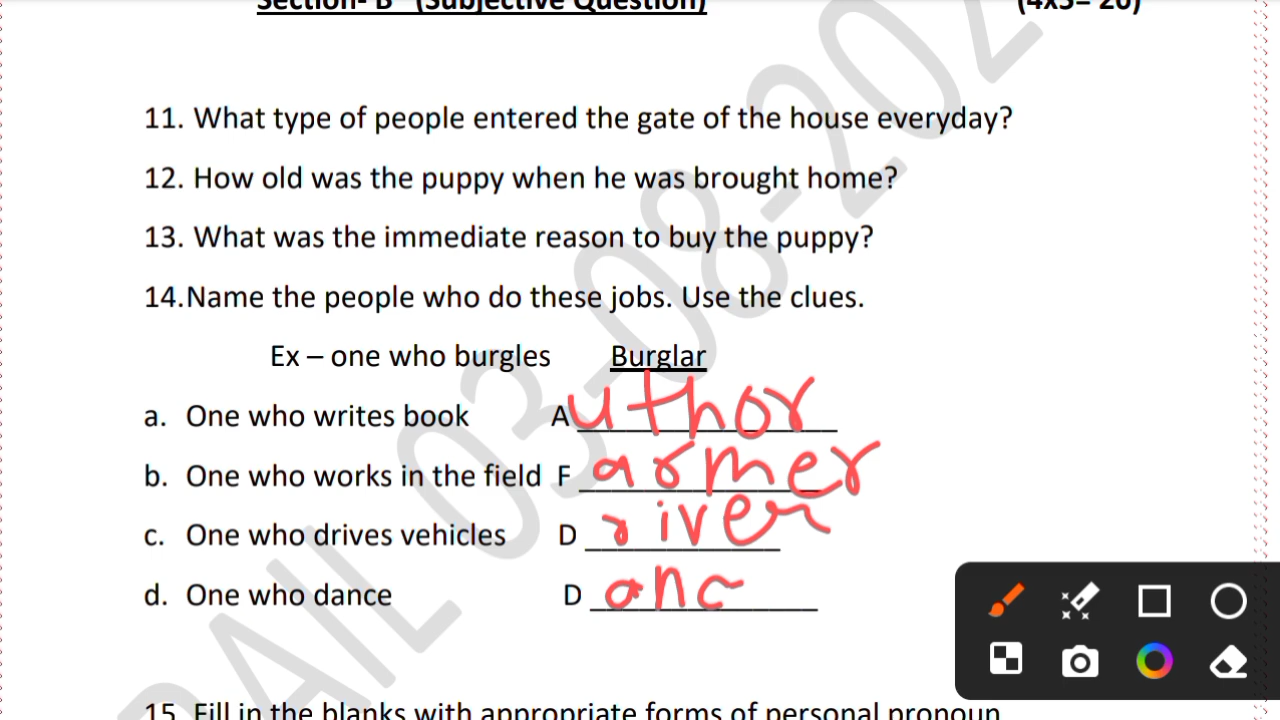 Section- B (Subjective Question) (4x5= 20)
11. What type of people entered the gate of the house everyday?
12. How old was the puppy when he was brought home?
13. What was the immediate reason to buy the puppy?
14.Name the people who do these jobs. Use the clues.
Ex – one who burgles Burglar
a. One who writes book Author
b. One who works in the field Farmer
c. One who drives vehicles Driver
d. One who dance D anc
15. Fill in the blanks with appropriate forms of personal pronoun